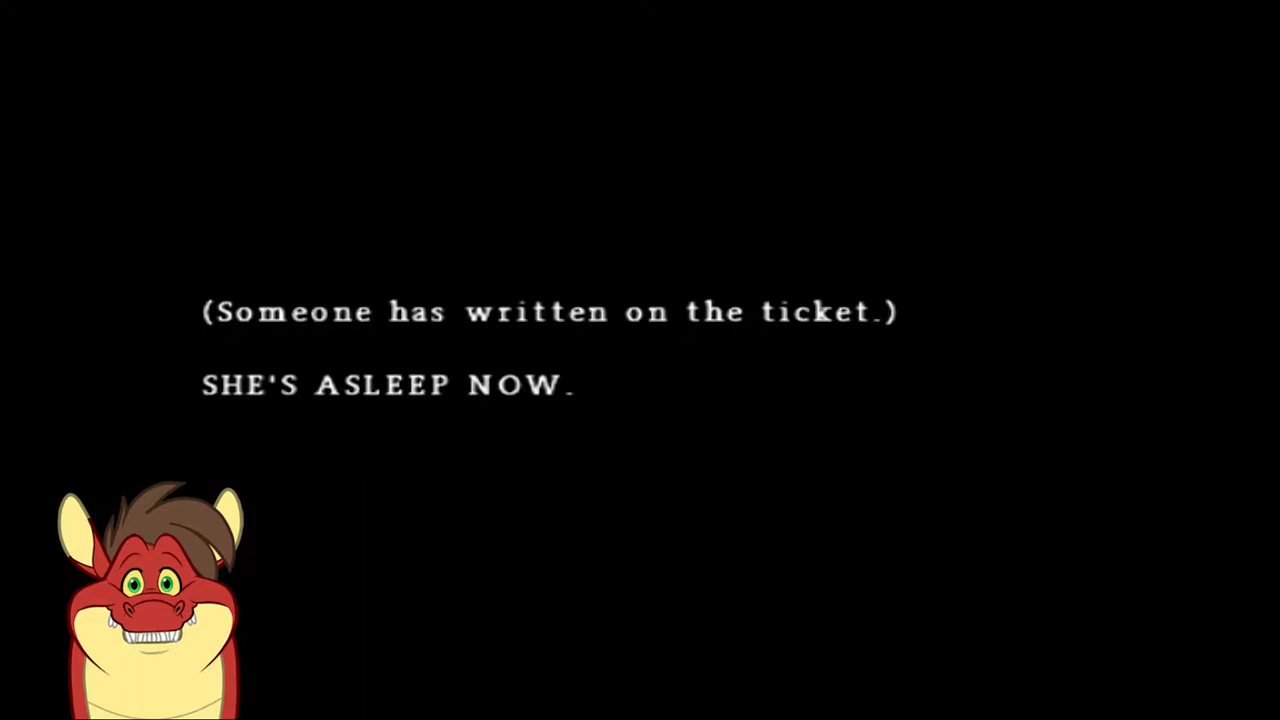 (Someone has written on the ticket.)
SHE'S ASLEEP NOW.